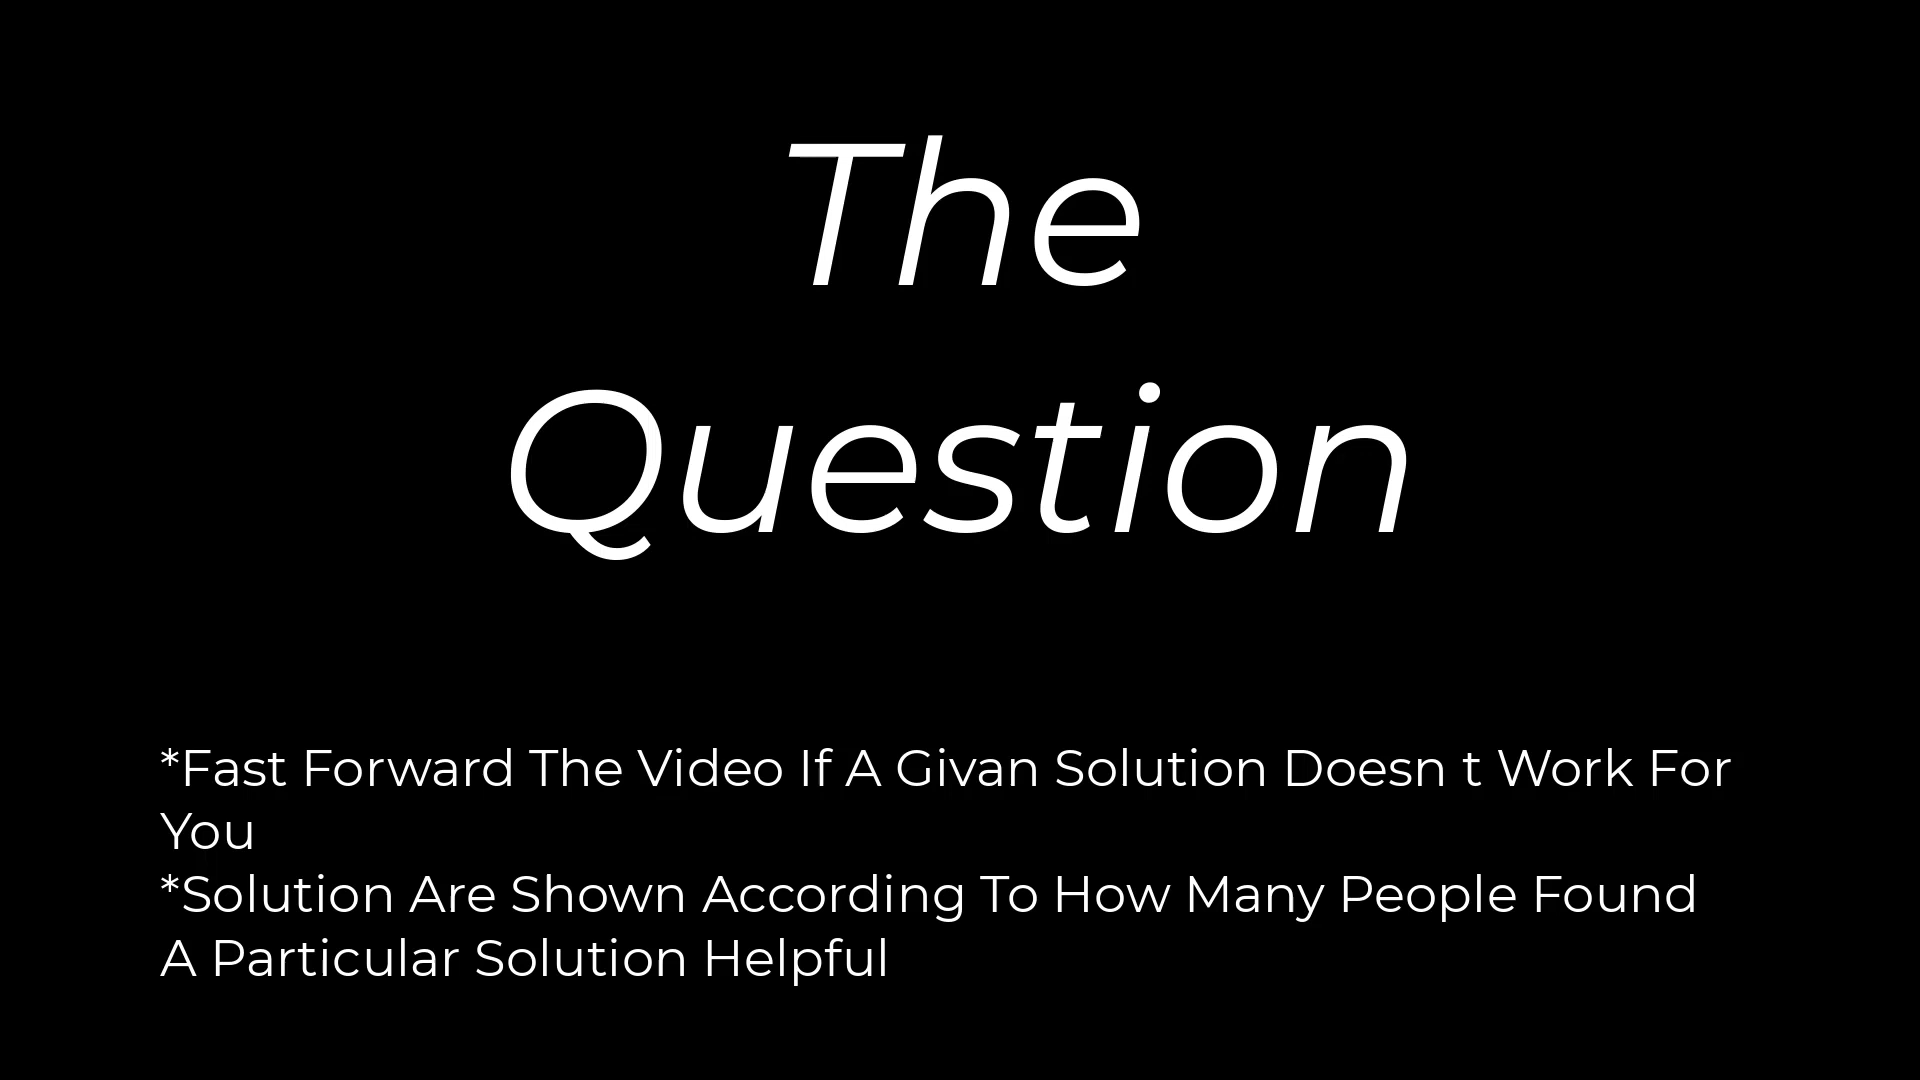 The
Question
*Fast Forward The Video If A Givan Solution Doesn t Work For
You
*Solution Are Shown According To How Many People Found
A Particular Solution Helpful